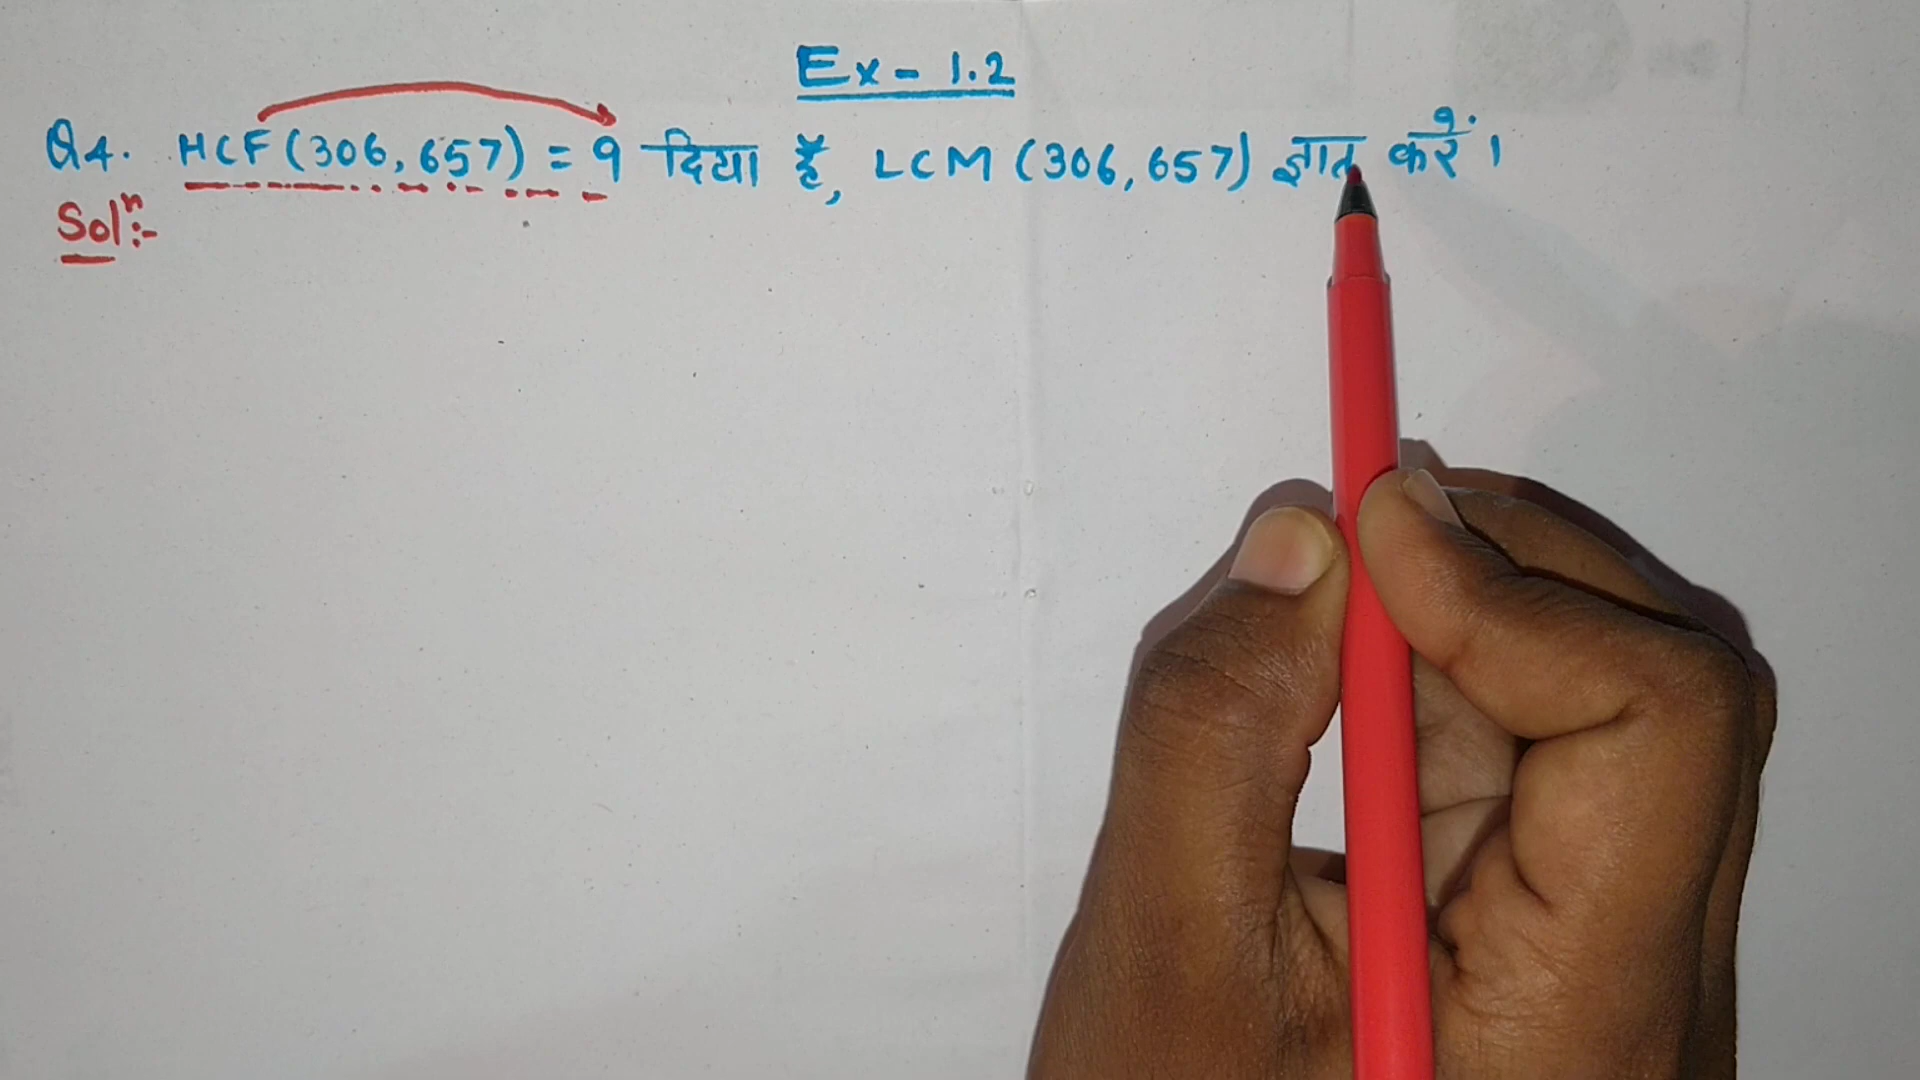 Ex - 1.2
Q4. HCF (306, 657) = 9 दिया है, LCM (306, 657) ज्ञात करें।
Solⁿ:-